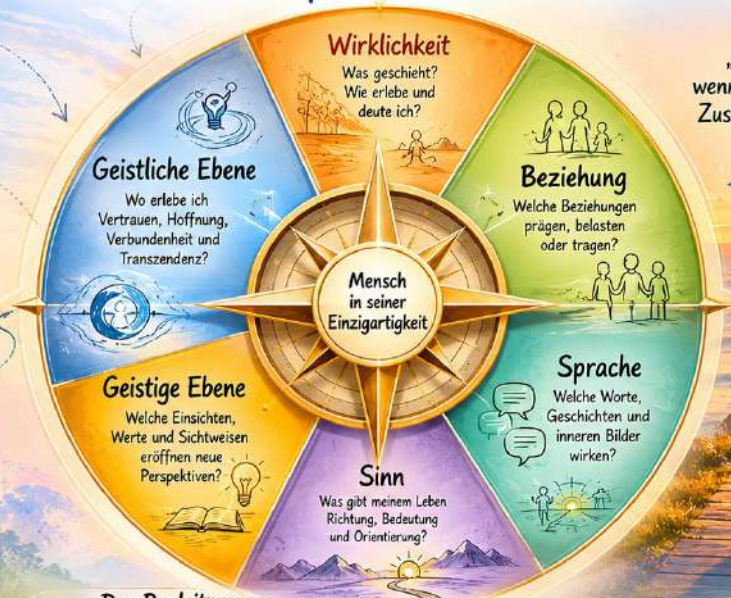 Wirklichkeit
Was geschieht?
Wie erlebe und
deute ich?
Beziehung
Welche Beziehungen
prägen, belasten
oder tragen?
Sprache
Welche Worte,
Geschichten und
inneren Bilder
wirken?
Sinn
Was gibt meinem Leben
Richtung, Bedeutung
und Orientierung?
Geistige Ebene
Welche Einsichten,
Werte und Sichtweisen
eröffnen neue
Perspektiven?
Geistliche Ebene
Wo erlebe ich
Vertrauen, Hoffnung,
Verbundenheit und
Transzendenz?
Mensch
in seiner
Einzigartigkeit